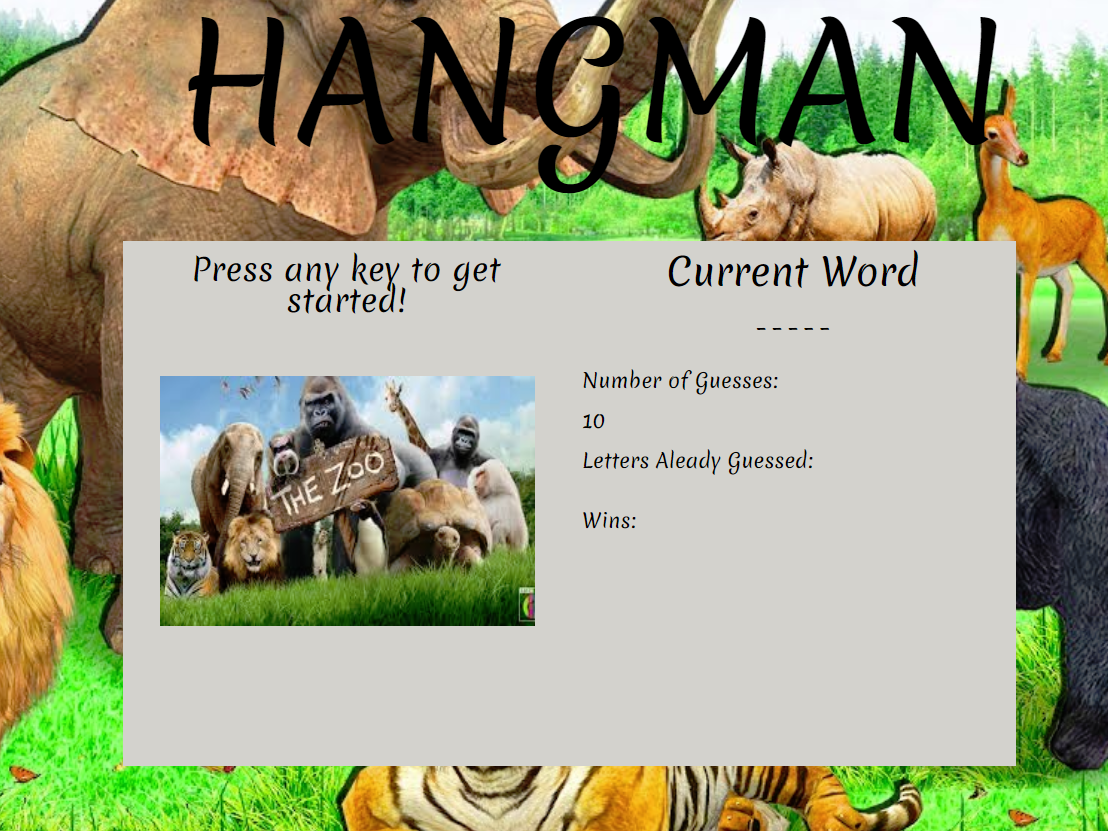 HANGMAN
Press any key to get
started!
THE ZOO
Current Word
- - - - -
Number of Guesses:
10
Letters Aleady Guessed:
Wins: